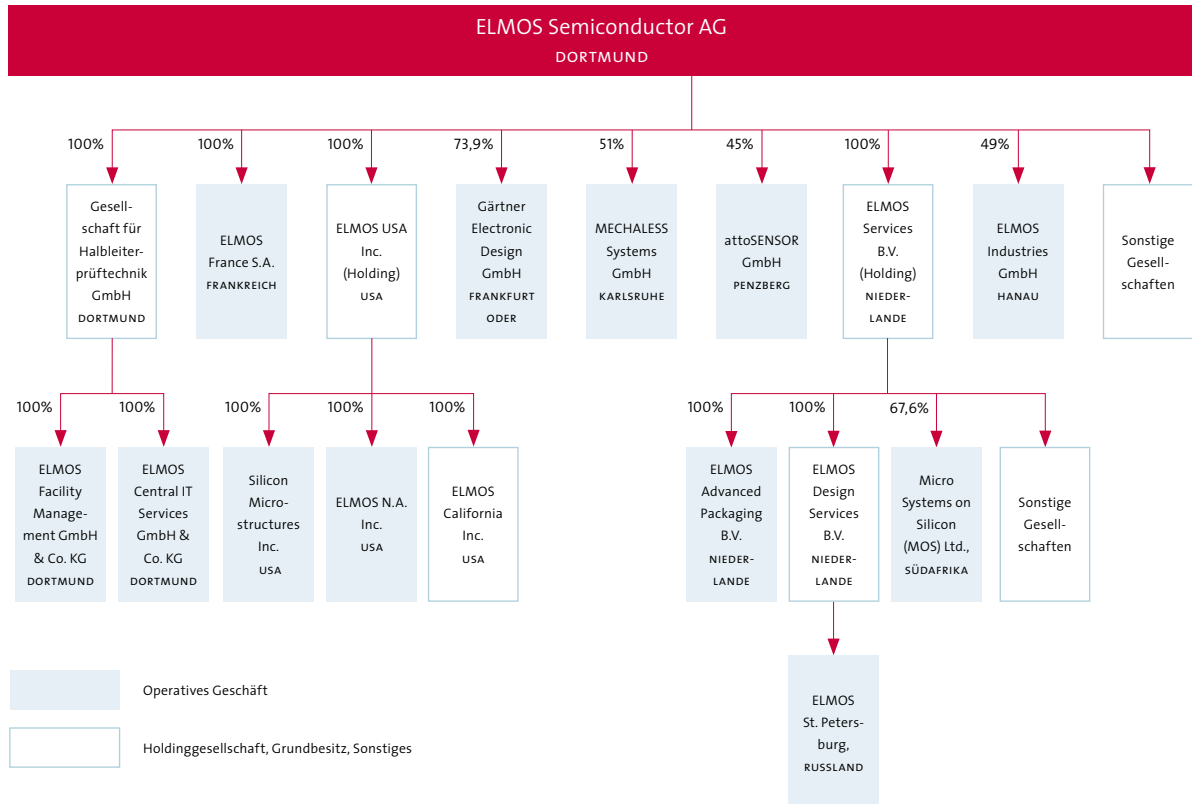 ELMOS Semiconductor AG
DORTMUND
100%
100%
100%
73,9%
51%
45%
100%
49%
Gesell-
schaft für
Halbleiter-
prüftechnik
GmbH
DORTMUND
ELMOS
France S.A.
FRANKREICH
ELMOS USA
Inc.
(Holding)
USA
Gärtner
Electronic
Design
GmbH
FRANKFURT
ODER
MECHALESS
Systems
GmbH
KARLSRUHE
attoSENSOR
GmbH
PENZBERG
ELMOS
Services
B.V.
(Holding)
NIEDER-
LANDE
ELMOS
Industries
GmbH
HANAU
Sonstige
Gesell-
schaften
100%
100%
100%
100%
100%
100%
100%
67,6%
ELMOS
Facility
Manage-
ment GmbH
& Co. KG
DORTMUND
ELMOS
Central IT
Services
GmbH &
Co. KG
DORTMUND
Silicon
Micro-
structures
Inc.
USA
ELMOS N.A.
Inc.
USA
ELMOS
California
Inc.
USA
ELMOS
Advanced
Packaging
B.V.
NIEDER-
LANDE
ELMOS
Design
Services
B.V.
NIEDER-
LANDE
Micro
Systems on
Silicon
(MOS) Ltd.,
SÜDAFRIKA
Sonstige
Gesell-
schaften
ELMOS
St. Peters-
burg,
RUSSLAND
Operatives Geschäft
Holdinggesellschaft, Grundbesitz, Sonstiges